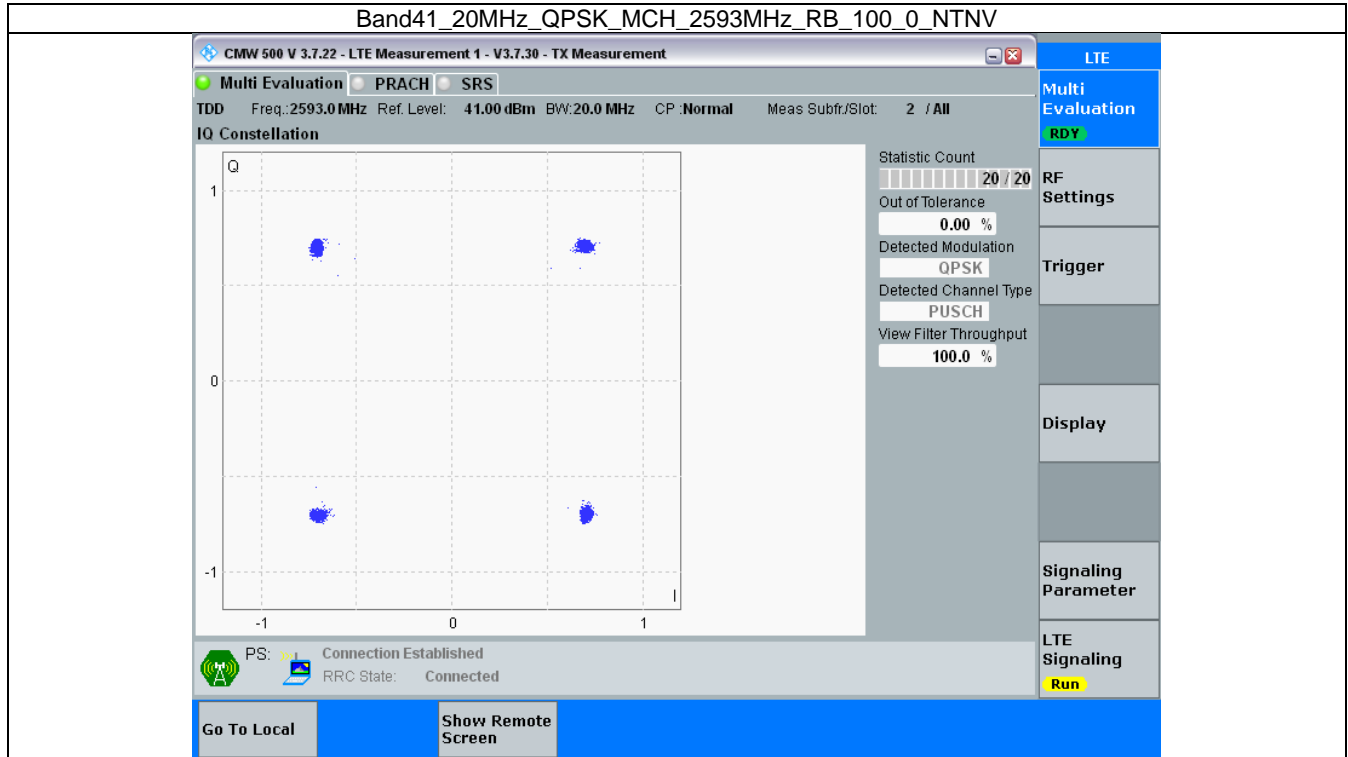 Band41_20MHz_QPSK_MCH_2593MHz_RB_100_0_NTNV
CMW 500 V 3.7.22 - LTE Measurement 1 - V3.7.30 - TX Measurement
LTE
Multi Evaluation PRACH SRS
TDD Freq.:2593.0 MHz Ref. Level: 41.00 dBm BW:20.0 MHz CP :Normal Meas Subfr./Slot: 2 / All
IQ Constellation
Q
1
0
-1
I
-1 0 1
Statistic Count
20 / 20
Out of Tolerance
0.00 %
Detected Modulation
QPSK
Detected Channel Type
PUSCH
View Filter Throughput
100.0 %
Multi
Evaluation
RDY
RF
Settings
Trigger
Display
Signaling
Parameter
LTE
Signaling
Run
PS: Connection Established
RRC State: Connected
Go To Local
Show Remote
Screen